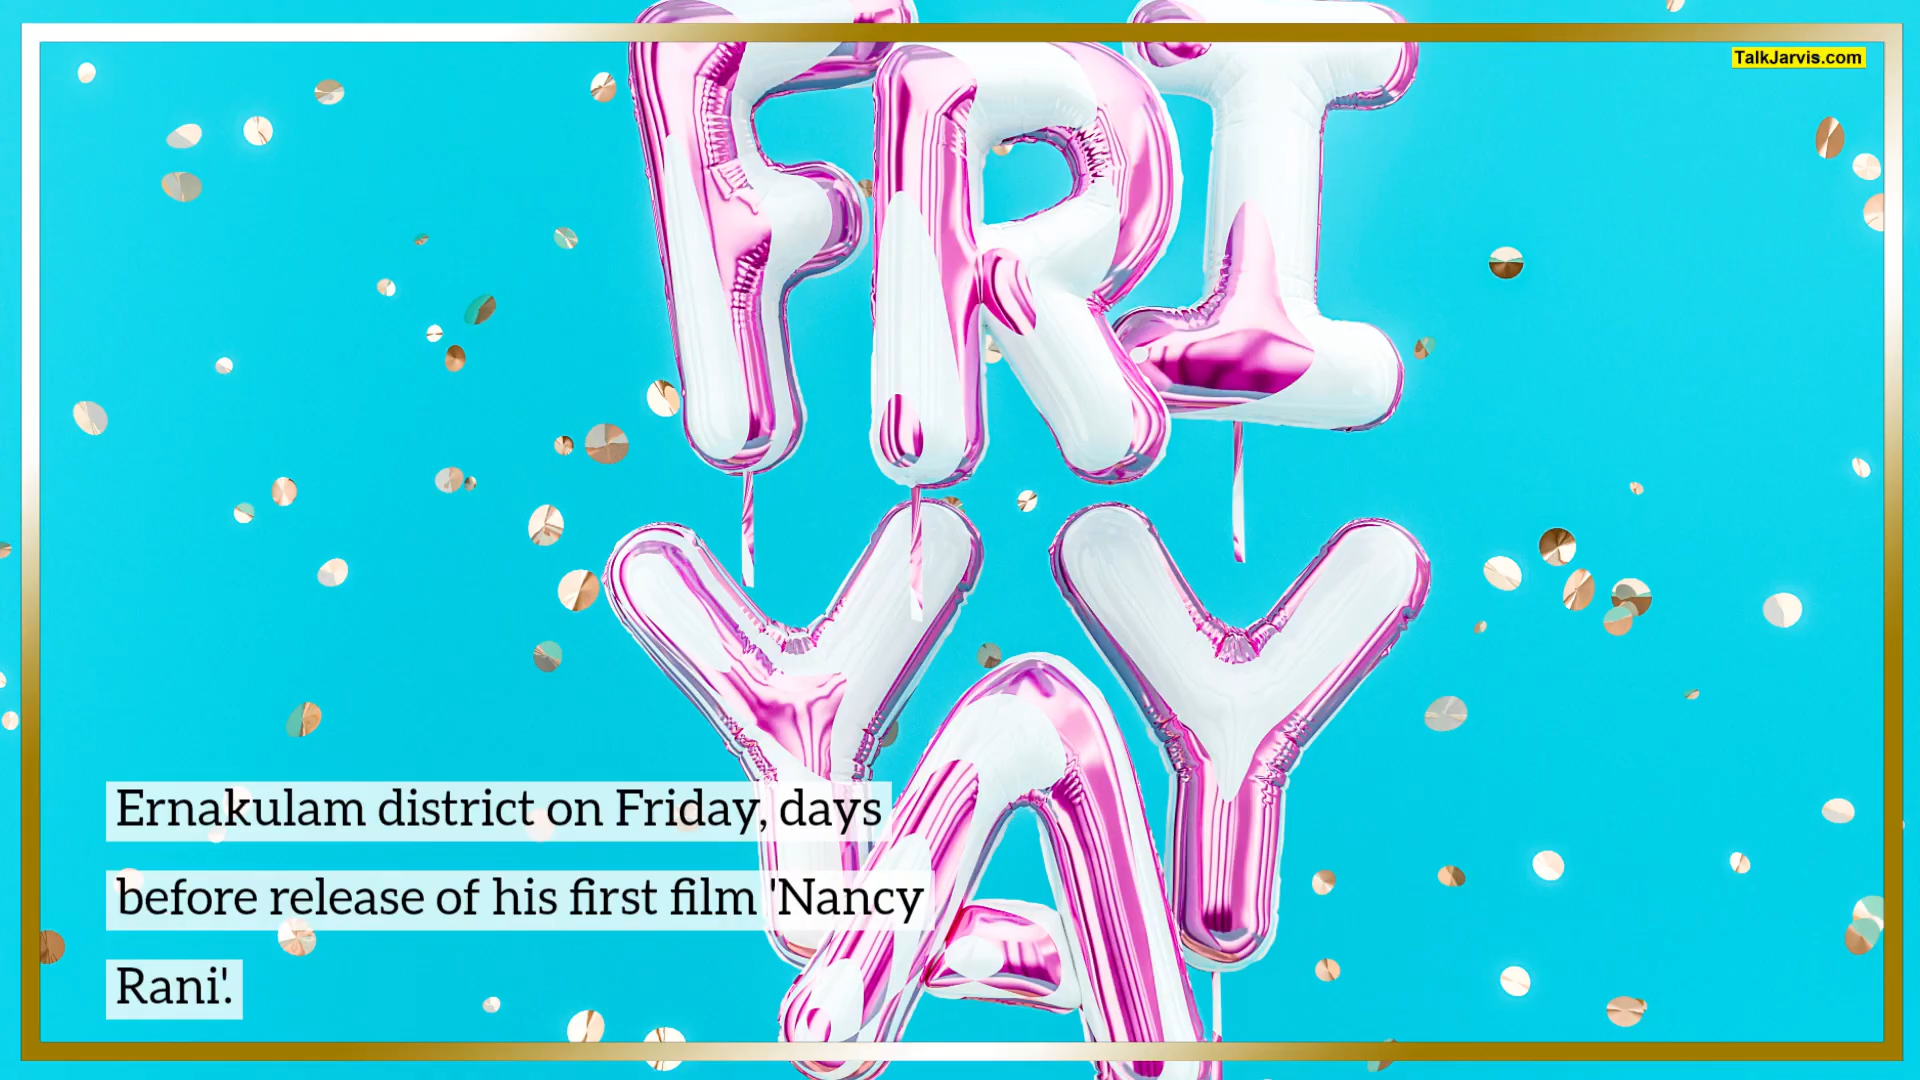 TalkJarvis.com
FRI
YAY
Ernakulam district on Friday, days
before release of his first film 'Nancy
Rani'.